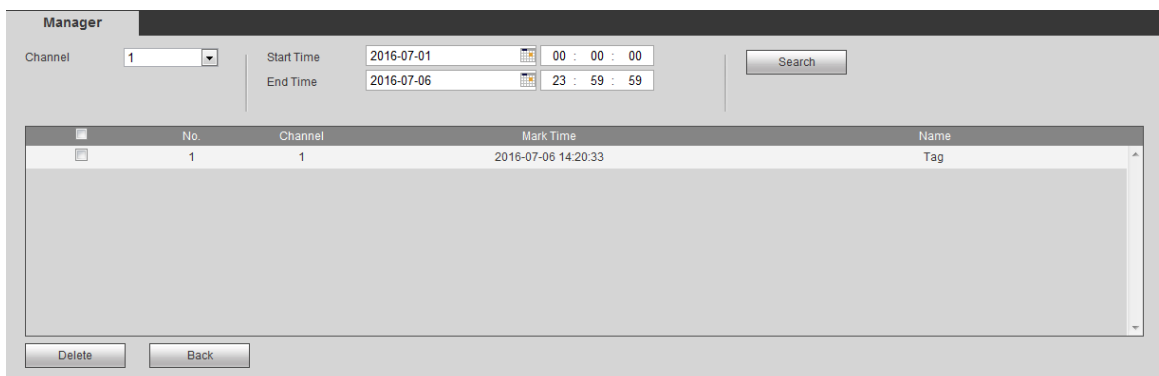 Manager
Channel 1 Start Time 2016-07-01 00 : 00 : 00 Search
End Time 2016-07-06 23 : 59 : 59
No. Channel Mark Time Name
1 1 2016-07-06 14:20:33 Tag
Delete Back